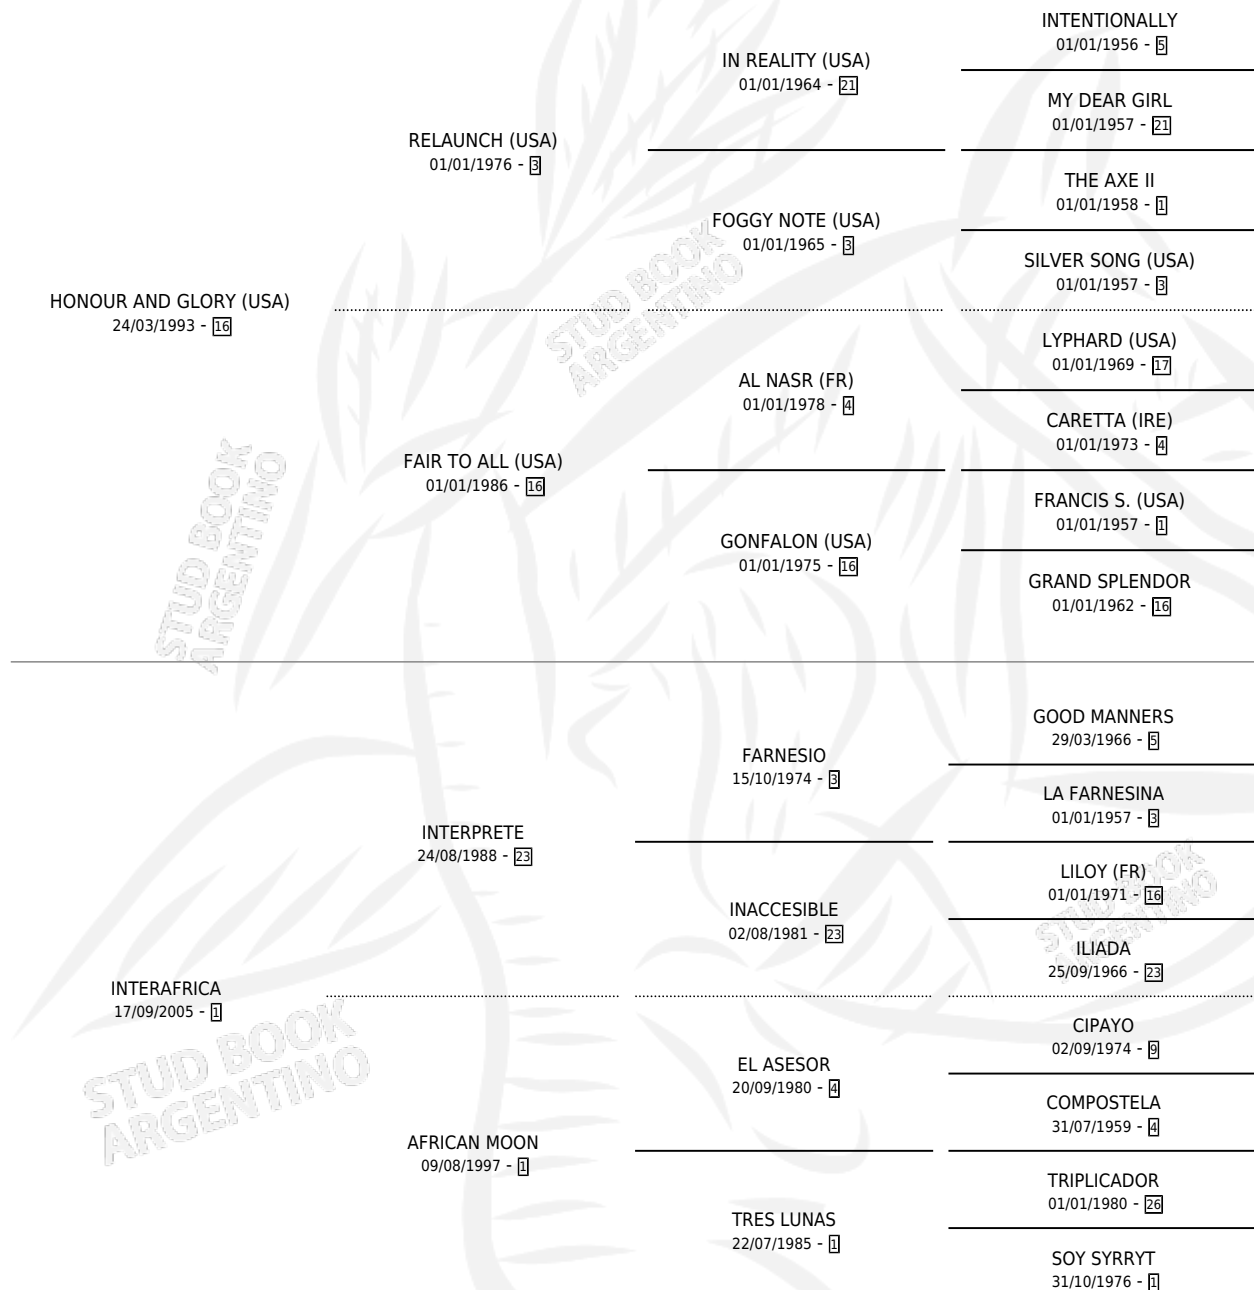 INTENTIONALLY
01/01/1956 - 5
IN REALITY (USA)
01/01/1964 - 21
MY DEAR GIRL
01/01/1957 - 21
RELAUNCH (USA)
01/01/1976 - 3
THE AXE II
01/01/1958 - 1
FOGGY NOTE (USA)
01/01/1965 - 3
SILVER SONG (USA)
01/01/1957 - 3
HONOUR AND GLORY (USA)
24/03/1993 - 16
LYPHARD (USA)
01/01/1969 - 17
AL NASR (FR)
01/01/1978 - 4
CARETTA (IRE)
01/01/1973 - 4
FAIR TO ALL (USA)
01/01/1986 - 16
FRANCIS S. (USA)
01/01/1957 - 1
GONFALON (USA)
01/01/1975 - 16
GRAND SPLENDOR
01/01/1962 - 16
GOOD MANNERS
29/03/1966 - 5
FARNESIO
15/10/1974 - 3
LA FARNESINA
01/01/1957 - 3
INTERPRETE
24/08/1988 - 23
LILOY (FR)
01/01/1971 - 16
INACCESIBLE
02/08/1981 - 23
ILIADA
25/09/1966 - 23
INTERAFRICA
17/09/2005 - 1
CIPAYO
02/09/1974 - 9
EL ASESOR
20/09/1980 - 4
COMPOSTELA
31/07/1959 - 4
AFRICAN MOON
09/08/1997 - 1
TRIPLICADOR
01/01/1980 - 26
TRES LUNAS
22/07/1985 - 1
SOY SYRRYT
31/10/1976 - 1
STUD BOOK
ARGENTINO
STUD BOOK
ARGENTINO
STUD BOOK
ARGENTINO
STUD BOOK
ARGENTINO